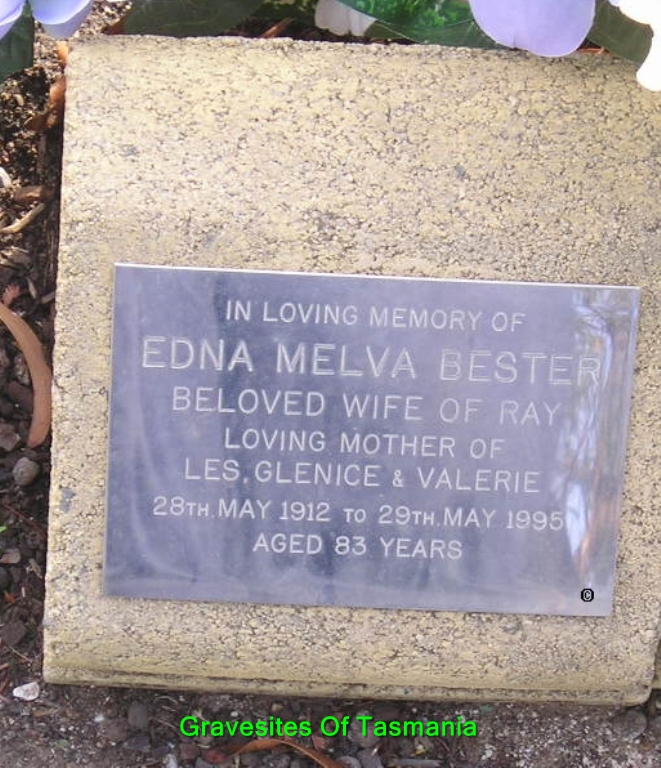 IN LOVING MEMORY OF
EDNA MELVA BESTER
BELOVED WIFE OF RAY
LOVING MOTHER OF
LES, GLENICE & VALERIE
28TH. MAY 1912 TO 29TH. MAY 1995
AGED 83 YEARS
©
Gravesites Of Tasmania